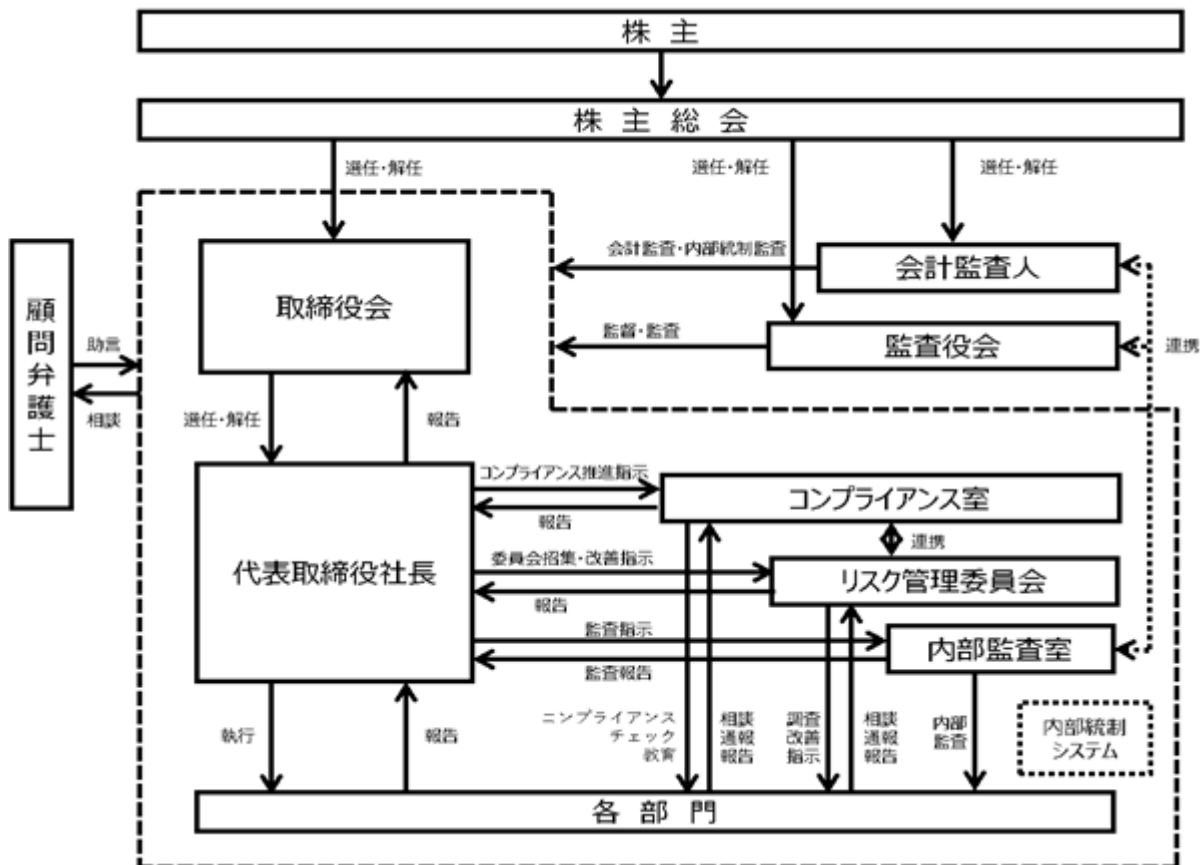 株主
株主総会
選任・解任
選任・解任
選任・解任
会計監査・内部統制監査
会計監査人
取締役会
顧問弁護士
助言
相談
監督・監査
監査役会
連携
選任・解任
報告
コンプライアンス推進指示
報告
コンプライアンス室
連携
代表取締役社長
委員会招集・改善指示
報告
リスク管理委員会
監査指示
監査報告
内部監査室
執行
報告
ニンプライアンス
チェック
教育
相談
通報
報告
調査
改善
指示
相談
通報
報告
内部
監査
内部統制
システム
各部門